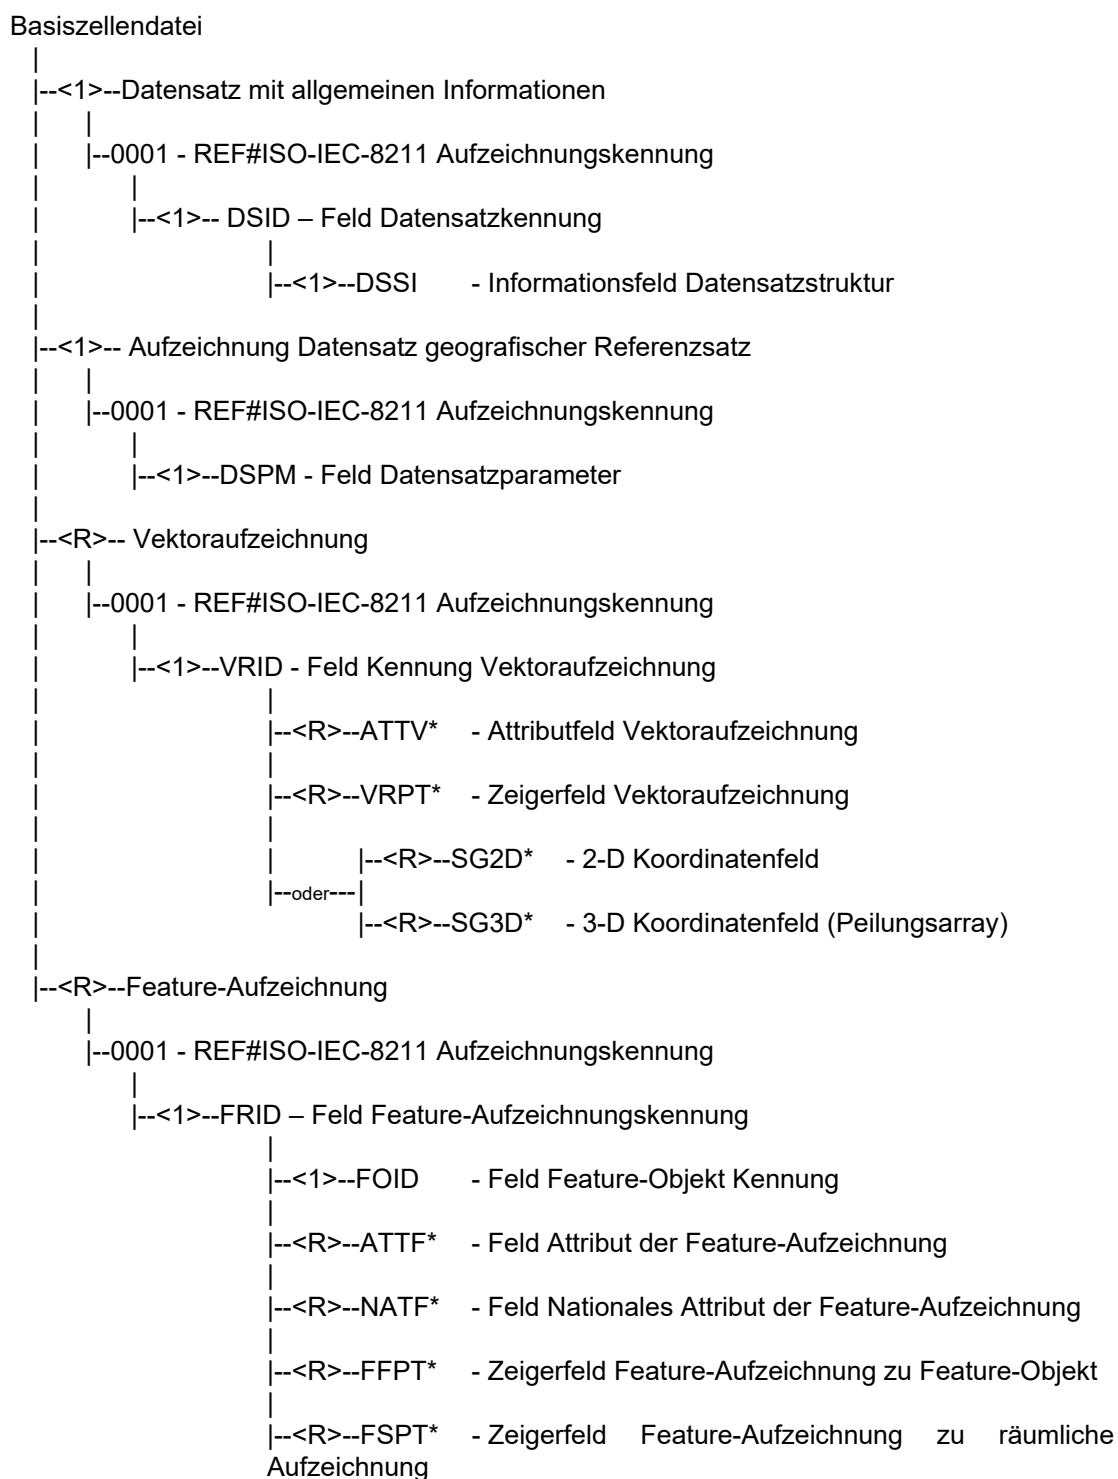 Basiszellendatei
|
|--<1>--Datensatz mit allgemeinen Informationen
| |
| |--0001 - REF#ISO-IEC-8211 Aufzeichnungskennung
| |
| |--<1>-- DSID – Feld Datensatzkennung
| |
| |--<1>--DSSI - Informationsfeld Datensatzstruktur
|
|--<1>-- Aufzeichnung Datensatz geografischer Referenzsatz
| |
| |--0001 - REF#ISO-IEC-8211 Aufzeichnungskennung
| |
| |--<1>--DSPM - Feld Datensatzparameter
|
|--<R>-- Vektoraufzeichnung
| |
| |--0001 - REF#ISO-IEC-8211 Aufzeichnungskennung
| |
| |--<1>--VRID - Feld Kennung Vektoraufzeichnung
| |
| |--<R>--ATTV* - Attributfeld Vektoraufzeichnung
| |
| |--<R>--VRPT* - Zeigerfeld Vektoraufzeichnung
| |
| | |--<R>--SG2D* - 2-D Koordinatenfeld
| |--oder---|
| |--<R>--SG3D* - 3-D Koordinatenfeld (Peilungsarray)
|
|--<R>--Feature-Aufzeichnung
|
|--0001 - REF#ISO-IEC-8211 Aufzeichnungskennung
|
|--<1>--FRID – Feld Feature-Aufzeichnungskennung
|
|--<1>--FOID - Feld Feature-Objekt Kennung
|
|--<R>--ATTF* - Feld Attribut der Feature-Aufzeichnung
|
|--<R>--NATF* - Feld Nationales Attribut der Feature-Aufzeichnung
|
|--<R>--FFPT* - Zeigerfeld Feature-Aufzeichnung zu Feature-Objekt
|
|--<R>--FSPT* - Zeigerfeld Feature-Aufzeichnung zu räumliche
Aufzeichnung